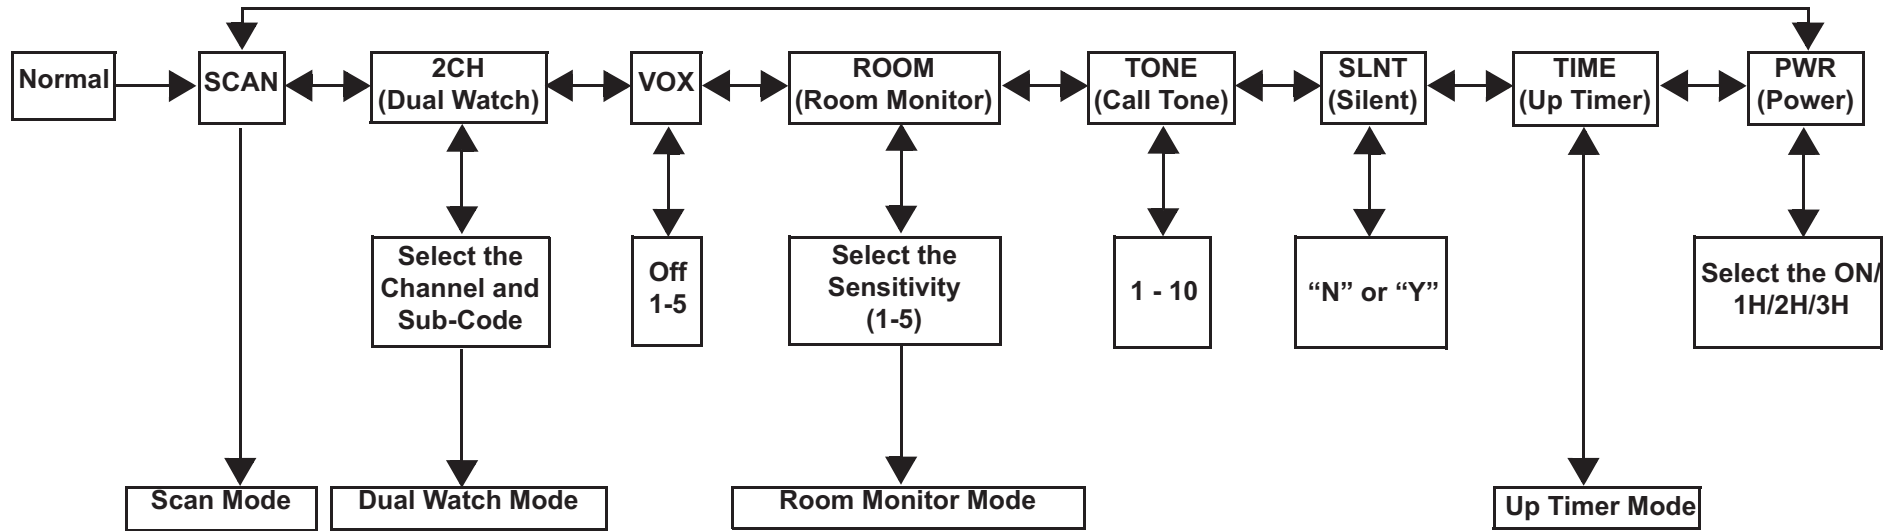 Normal
SCAN
2CH
(Dual Watch)
VOX
ROOM
(Room Monitor)
TONE
(Call Tone)
SLNT
(Silent)
TIME
(Up Timer)
PWR
(Power)
Select the
Channel and
Sub-Code
Off
1-5
Select the
Sensitivity
(1-5)
1 - 10
“N” or “Y”
Select the ON/
1H/2H/3H
Scan Mode
Dual Watch Mode
Room Monitor Mode
Up Timer Mode